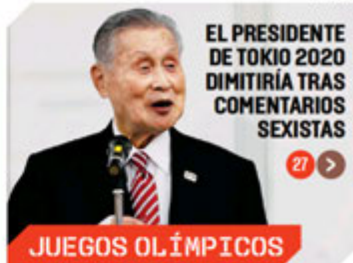 EL PRESIDENTE
DE TOKIO 2020
DIMITIRÍA TRAS
COMENTARIOS
SEXISTAS
27 >
JUEGOS OLÍMPICOS